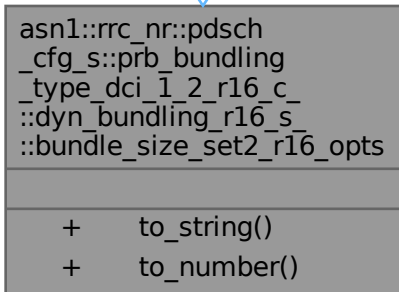 asn1::rrc_nr::pdsch
_cfg_s::prb_bundling
_type_dci_1_2_r16_c_
::dyn_bundling_r16_s_
::bundle_size_set2_r16_opts
+ to_string()
+ to_number()